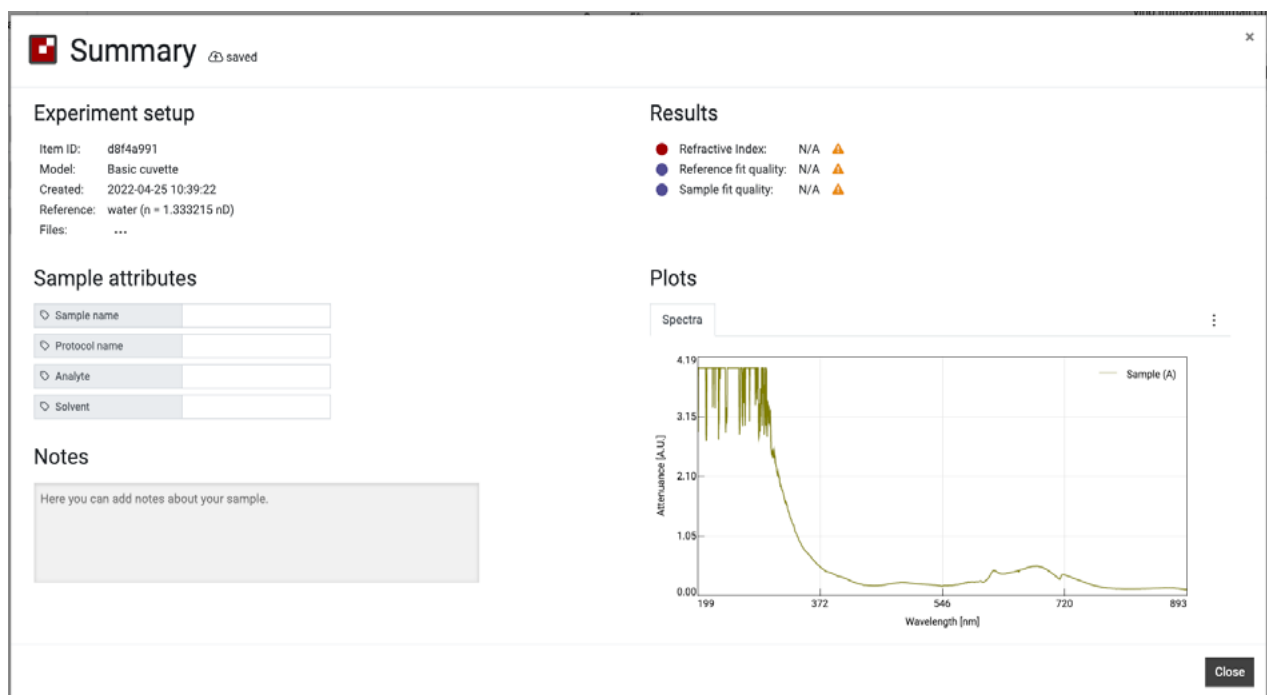 Summary saved
×
Experiment setup
Item ID: d8f4a991
Model: Basic cuvette
Created: 2022-04-25 10:39:22
Reference: water (n = 1.333215 nD)
Files: ...
Results
Refractive Index: N/A
Reference fit quality: N/A
Sample fit quality: N/A
Sample attributes
Sample name
Protocol name
Analyte
Solvent
Notes
Here you can add notes about your sample.
Plots
Spectra
Sample (A)
4.19
3.15
2.10
1.05
0.00
Attenuance [A.U.]
199 372 546 720 893
Wavelength [nm]
Close